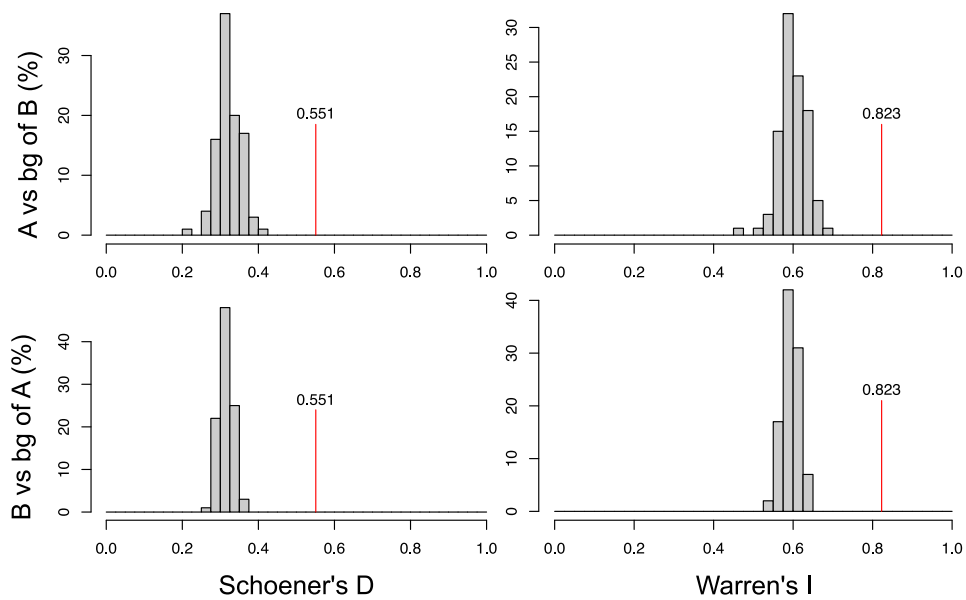 A vs bg of B (%)
0 10 20 30
0.551
0.0 0.2 0.4 0.6 0.8 1.0
0 5 10 15 20 25 30
0.823
0.0 0.2 0.4 0.6 0.8 1.0
B vs bg of A (%)
0 10 20 30 40
0.551
0.0 0.2 0.4 0.6 0.8 1.0
Schoener's D
0 10 20 30 40
0.823
0.0 0.2 0.4 0.6 0.8 1.0
Warren's I